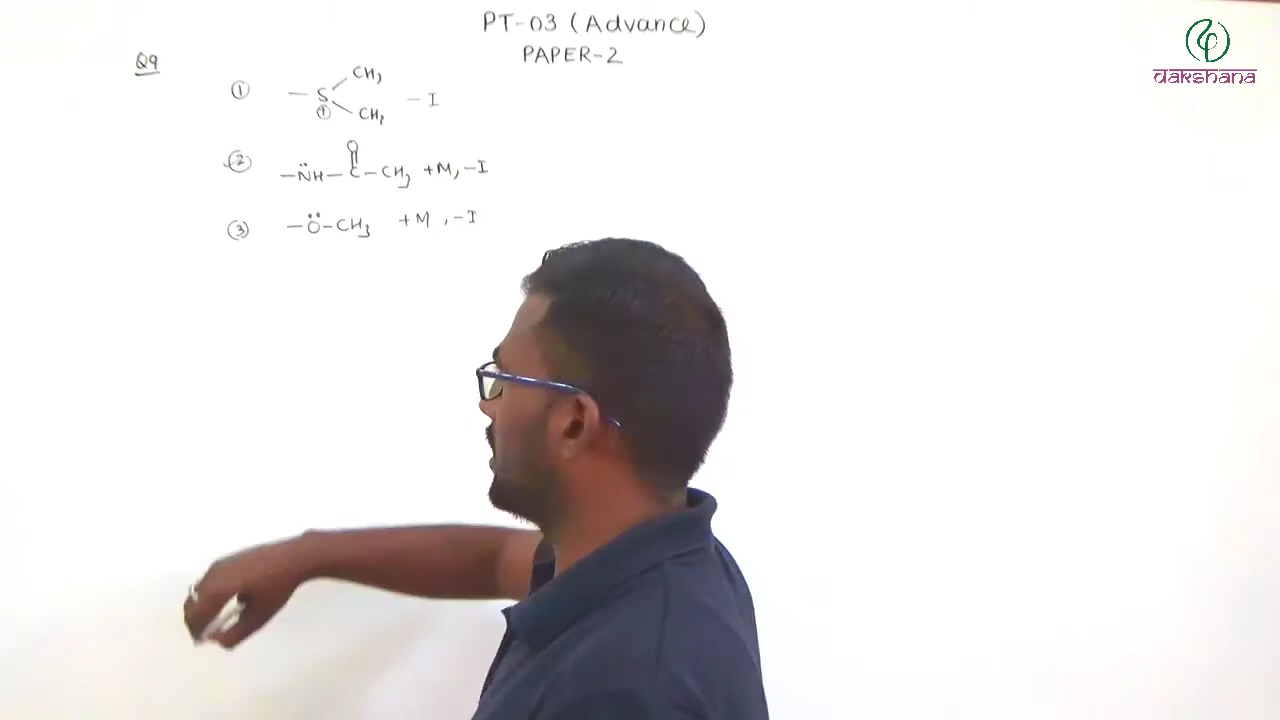 PT-03 (Advance)
PAPER-2
dakshana
Q9
① —S⊕ CH3 CH3 —I
② —N̈H—C(=O)—CH3 +M, —I
③ —Ö—CH3 +M, —I